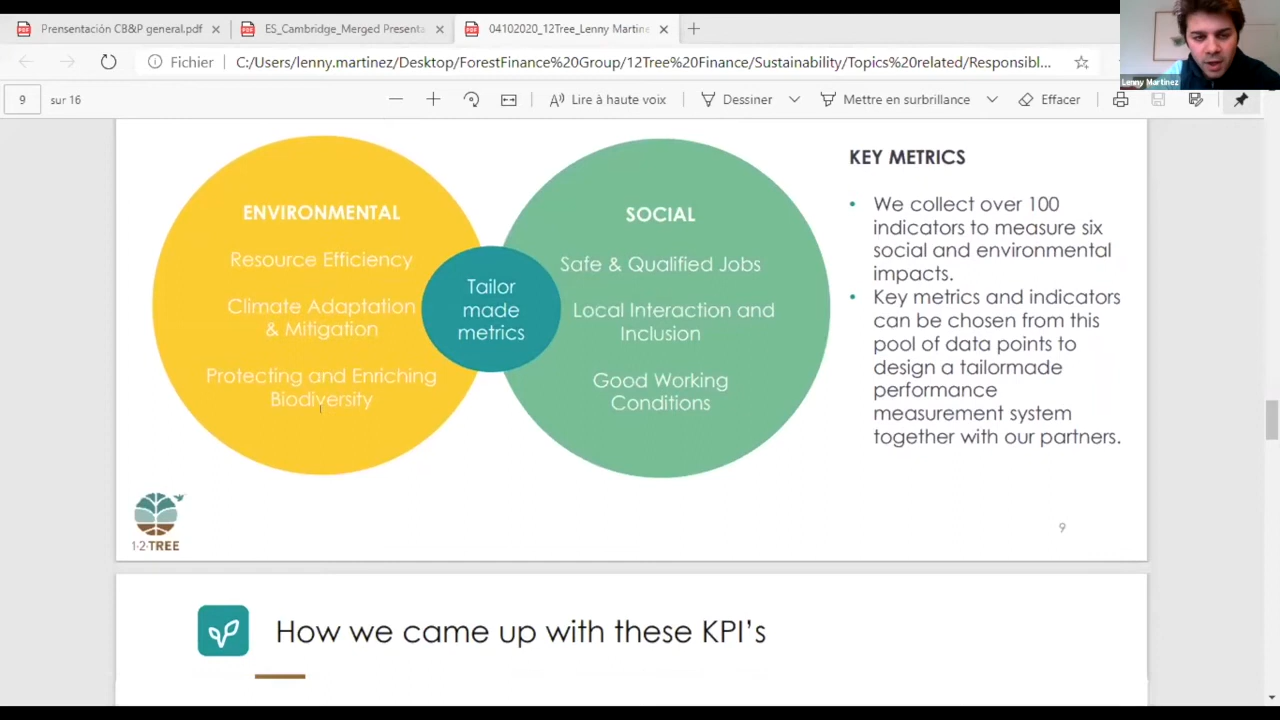 Prensentación CB&P general.pdf
ES_Cambridge_Merged Presenta
04102020_12Tree_Lenny Martine
Fichier
C:/Users/lenny.martinez/Desktop/ForestFinance%20Group/12Tree%20Finance/Sustainability/Topics%20related/Responsibl...
Lenny Martinez
9
sur 16
Lire à haute voix
Dessiner
Mettre en surbrillance
Effacer
ENVIRONMENTAL
Resource Efficiency
Climate Adaptation
& Mitigation
Protecting and Enriching
Biodiversity
Tailor
made
metrics
SOCIAL
Safe & Qualified Jobs
Local Interaction and
Inclusion
Good Working
Conditions
KEY METRICS
• We collect over 100
indicators to measure six
social and environmental
impacts.
• Key metrics and indicators
can be chosen from this
pool of data points to
design a tailormade
performance
measurement system
together with our partners.
1·2·TREE
9
How we came up with these KPI's